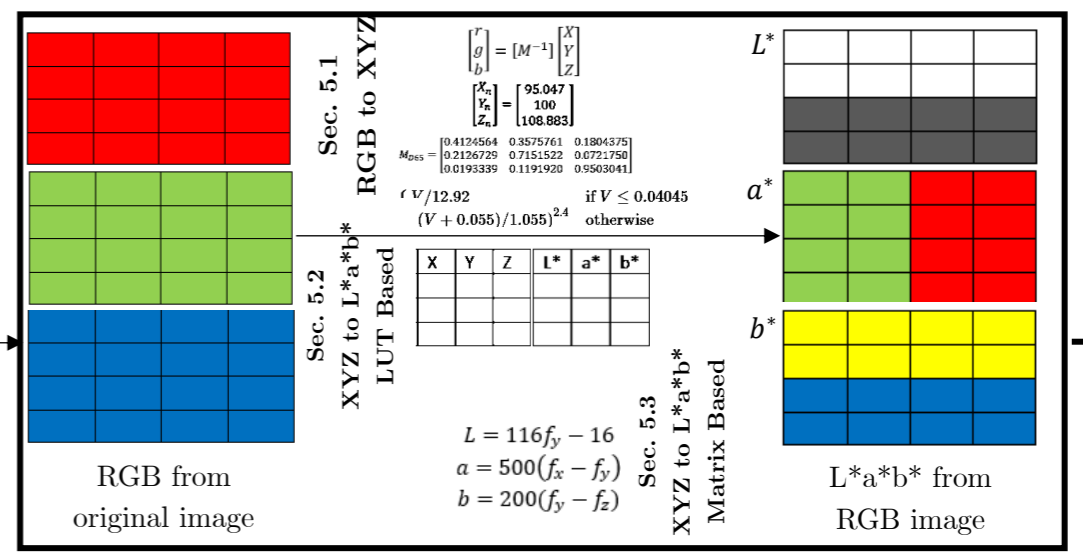 Sec. 5.1
RGB to XYZ
[r g b] = [M⁻¹] [X Y Z]
[Xₙ Yₙ Zₙ] = [95.047 100 108.883]
M_D65 = [0.4124564 0.3575761 0.1804375
0.2126729 0.7151522 0.0721750
0.0193339 0.1191920 0.9503041]
{ V/12.92 if V ≤ 0.04045
(V + 0.055)/1.055)^2.4 otherwise
Sec. 5.2
XYZ to L*a*b*
LUT Based
X Y Z L* a* b*
Sec. 5.3
XYZ to L*a*b*
Matrix Based
L = 116f_y − 16
a = 500(f_x − f_y)
b = 200(f_y − f_z)
RGB from
original image
L*
a*
b*
L*a*b* from
RGB image